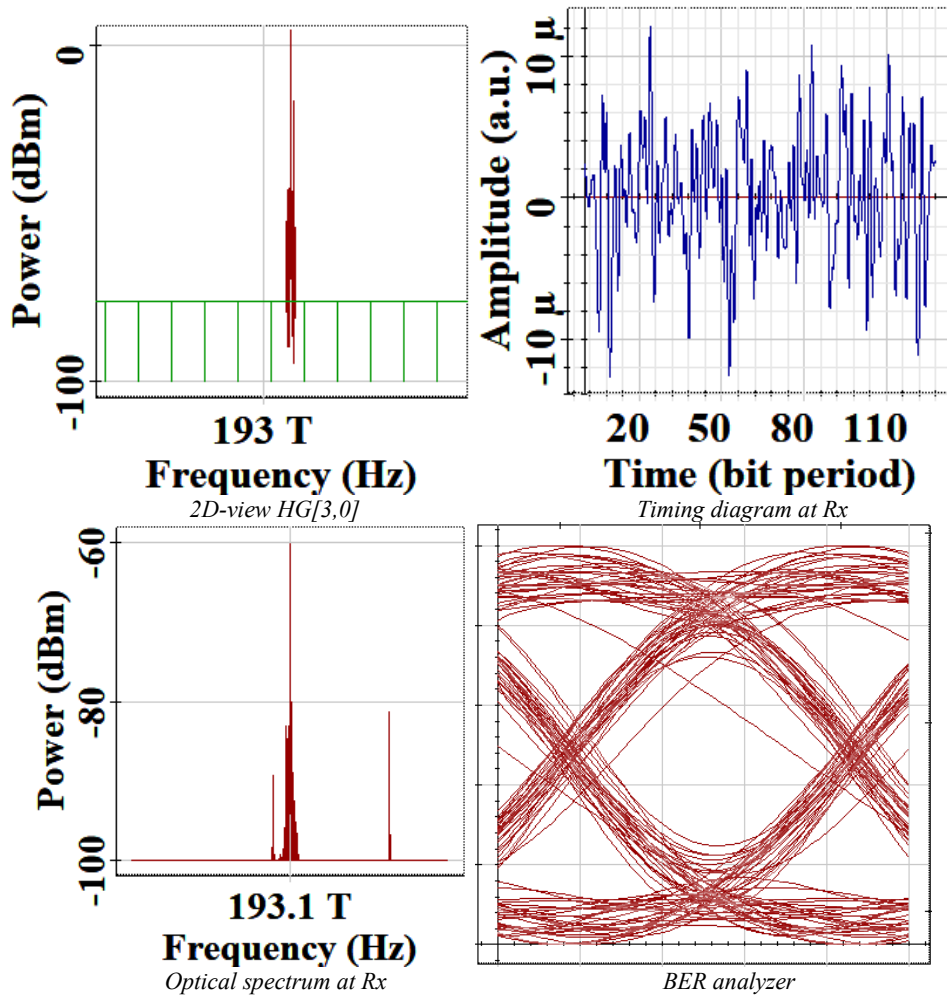 0
Power (dBm)
-100
193 T
Frequency (Hz)
2D-view HG[3,0]
10 µ
0
-10 µ
Amplitude (a.u.)
20 50 80 110
Time (bit period)
Timing diagram at Rx
-60
-80
-100
Power (dBm)
193.1 T
Frequency (Hz)
Optical spectrum at Rx
BER analyzer